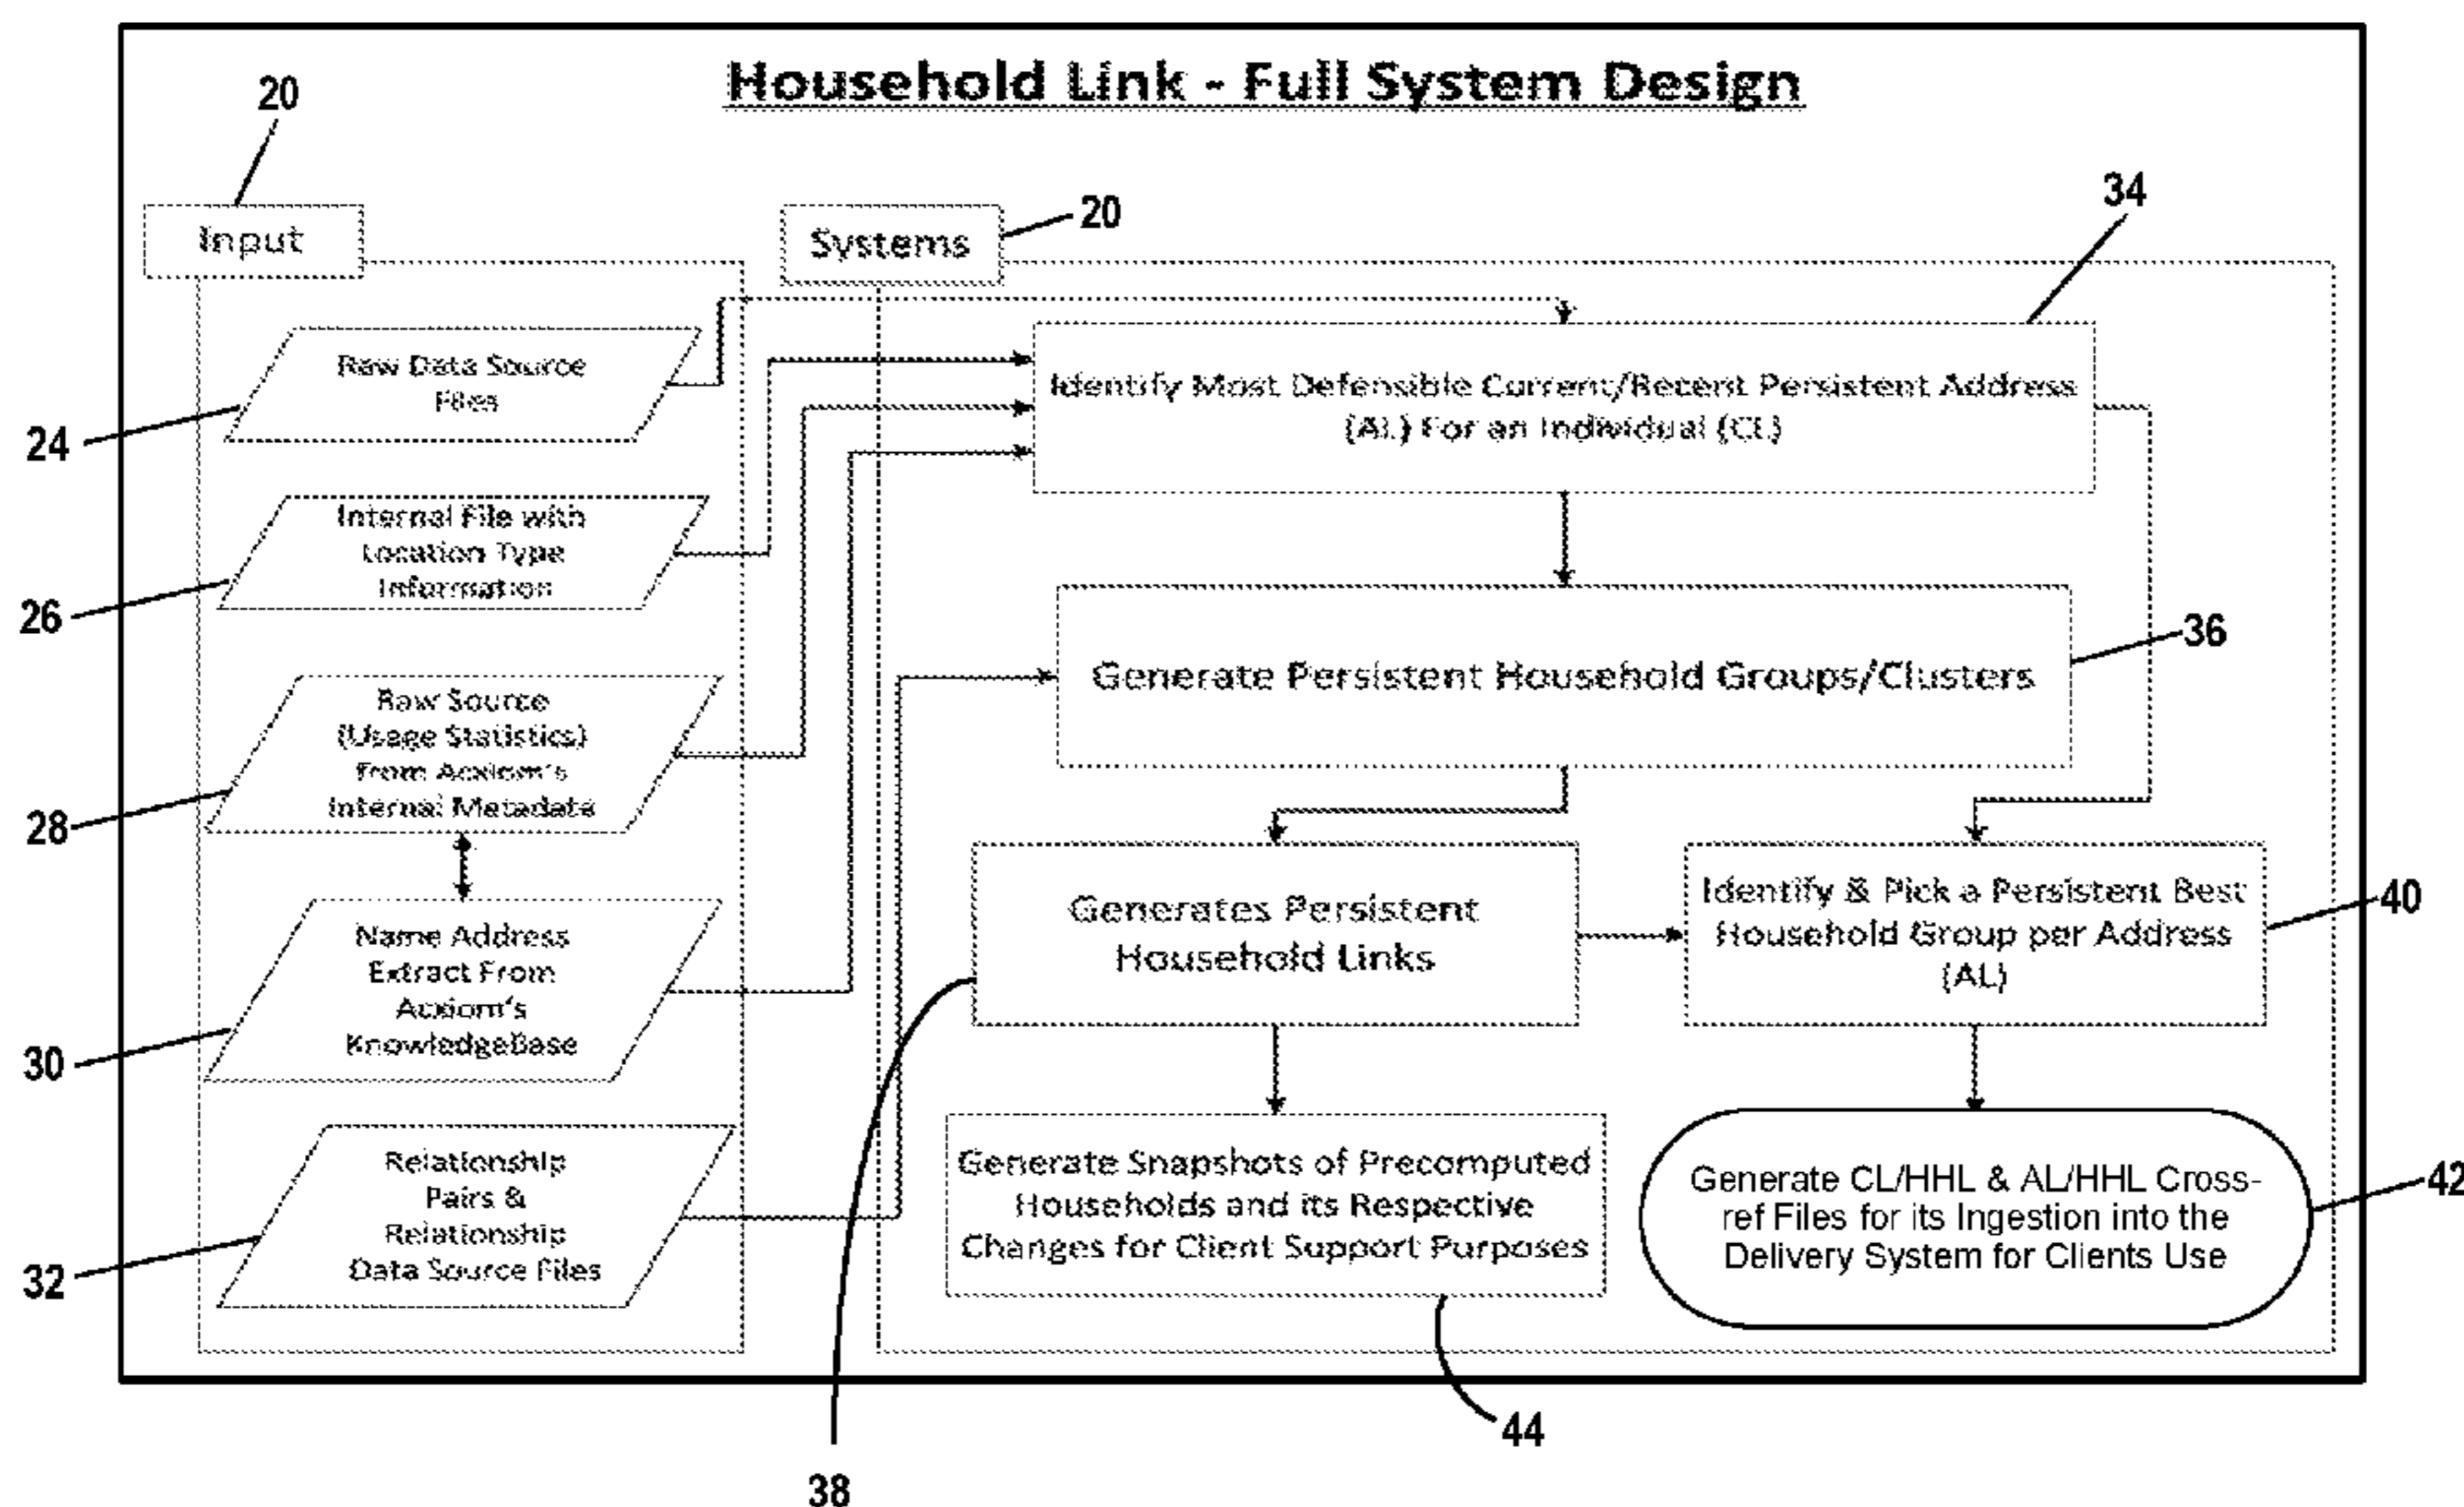 Household Link - Full System Design
20
Input
20
Systems
34
Raw Data Source
Files
24
Identify Most Defensible Current/Recent Persistent Address
(AL) For an Individual (CL)
Internal File with
Location Type
Information
26
Generate Persistent Household Groups/Clusters
36
Raw Source
(Usage Statistics)
From Acxiom's
Internal Metadate
28
Name Address
Extract From
Acxiom's
KnowledgeBase
30
Generates Persistent
Household Links
38
Identify & Pick a Persistent Best
Household Group per Address
(AL)
40
Relationship
Pairs &
Relationship
Data Source Files
32
Generate Snapshots of Precomputed
Households and its Respective
Changes for Client Support Purposes
44
Generate CL/HHL & AL/HHL Cross-
ref Files for its Ingestion into the
Delivery System for Clients Use
42